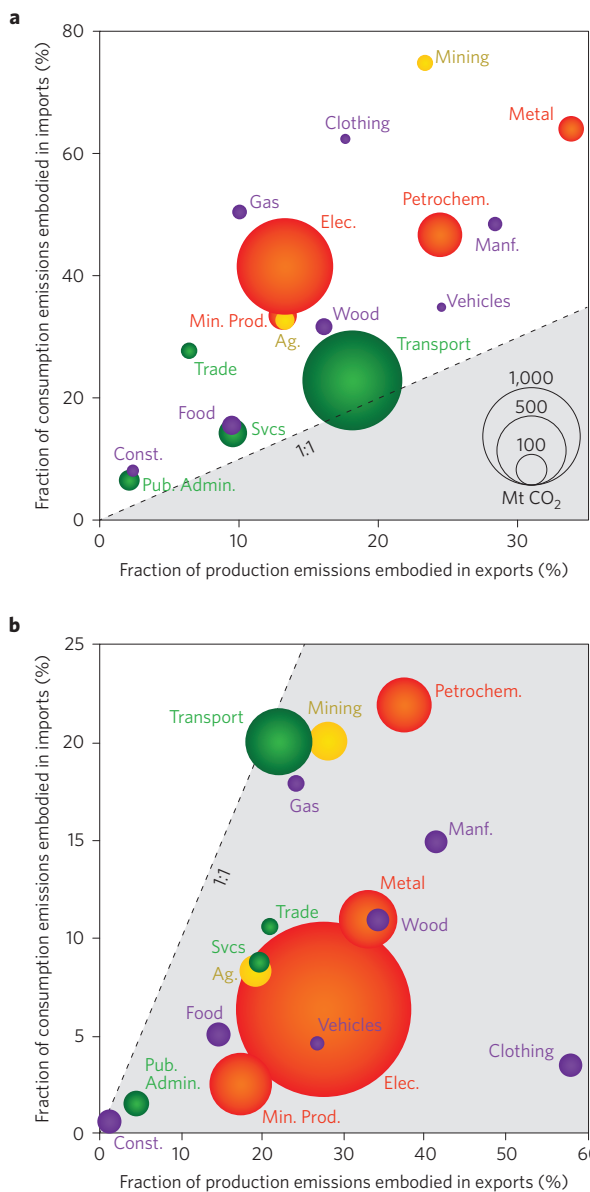 a
Fraction of consumption emissions embodied in imports (%)
80
60
40
20
0
Mining
Metal
Clothing
Gas
Elec.
Petrochem.
Manf.
Min. Prod.
Ag.
Wood
Vehicles
Transport
Trade
Food
Svcs
Const.
Pub. Admin.
1:1
1,000
500
100
Mt CO₂
0
10
20
30
Fraction of production emissions embodied in exports (%)
b
Fraction of consumption emissions embodied in imports (%)
25
20
15
10
5
0
Transport
Mining
Petrochem.
Gas
Manf.
1:1
Metal
Trade
Wood
Svcs
Ag.
Food
Vehicles
Pub.
Admin.
Clothing
Elec.
Min. Prod.
Const.
0
10
20
30
40
50
60
Fraction of production emissions embodied in exports (%)